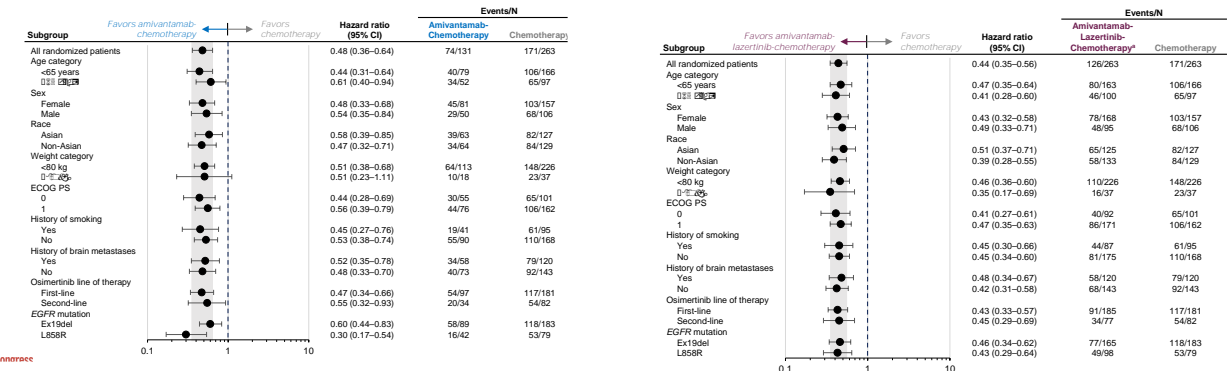 Events/N
Favors amivantamab-
chemotherapy
Favors
chemotherapy
Hazard ratio
(95% CI)
Amivantamab-
Chemotherapy
Chemotherapy
Subgroup
All randomized patients 0.48 (0.36–0.64) 74/131 171/263
Age category
<65 years 0.44 (0.31–0.64) 40/79 106/166
0.61 (0.40–0.94) 34/52 65/97
Sex
Female 0.48 (0.33–0.68) 45/81 103/157
Male 0.54 (0.35–0.84) 29/50 68/106
Race
Asian 0.58 (0.39–0.85) 39/63 82/127
Non-Asian 0.47 (0.32–0.71) 34/64 84/129
Weight category
<80 kg 0.51 (0.38–0.68) 64/113 148/226
0.51 (0.23–1.11) 10/18 23/37
ECOG PS
0 0.44 (0.28–0.69) 30/55 65/101
1 0.56 (0.39–0.79) 44/76 106/162
History of smoking
Yes 0.45 (0.27–0.76) 19/41 61/95
No 0.53 (0.38–0.74) 55/90 110/168
History of brain metastases
Yes 0.52 (0.35–0.78) 34/58 79/120
No 0.48 (0.33–0.70) 40/73 92/143
Osimertinib line of therapy
First-line 0.47 (0.34–0.66) 54/97 117/181
Second-line 0.55 (0.32–0.93) 20/34 54/82
EGFR mutation
Ex19del 0.60 (0.44–0.83) 58/89 118/183
L858R 0.30 (0.17–0.54) 16/42 53/79
0.1 1 10
Events/N
Favors amivantamab-
lazertinib-chemotherapy
Favors
chemotherapy
Hazard ratio
(95% CI)
Amivantamab-
Lazertinib-
Chemotherapyª
Chemotherapy
Subgroup
All randomized patients 0.44 (0.35–0.56) 126/263 171/263
Age category
<65 years 0.47 (0.35–0.64) 80/163 106/166
0.41 (0.28–0.60) 46/100 65/97
Sex
Female 0.43 (0.32–0.58) 78/168 103/157
Male 0.49 (0.33–0.71) 48/95 68/106
Race
Asian 0.51 (0.37–0.71) 65/125 82/127
Non-Asian 0.39 (0.28–0.55) 58/133 84/129
Weight category
<80 kg 0.46 (0.36–0.60) 110/226 148/226
0.35 (0.17–0.69) 16/37 23/37
ECOG PS
0 0.41 (0.27–0.61) 40/92 65/101
1 0.47 (0.35–0.63) 86/171 106/162
History of smoking
Yes 0.45 (0.30–0.66) 44/87 61/95
No 0.45 (0.34–0.60) 81/175 110/168
History of brain metastases
Yes 0.48 (0.34–0.67) 58/120 79/120
No 0.42 (0.31–0.58) 68/143 92/143
Osimertinib line of therapy
First-line 0.43 (0.33–0.57) 91/185 117/181
Second-line 0.45 (0.29–0.69) 34/77 54/82
EGFR mutation
Ex19del 0.46 (0.34–0.62) 77/165 118/183
L858R 0.43 (0.29–0.64) 49/98 53/79
0.1 1 10